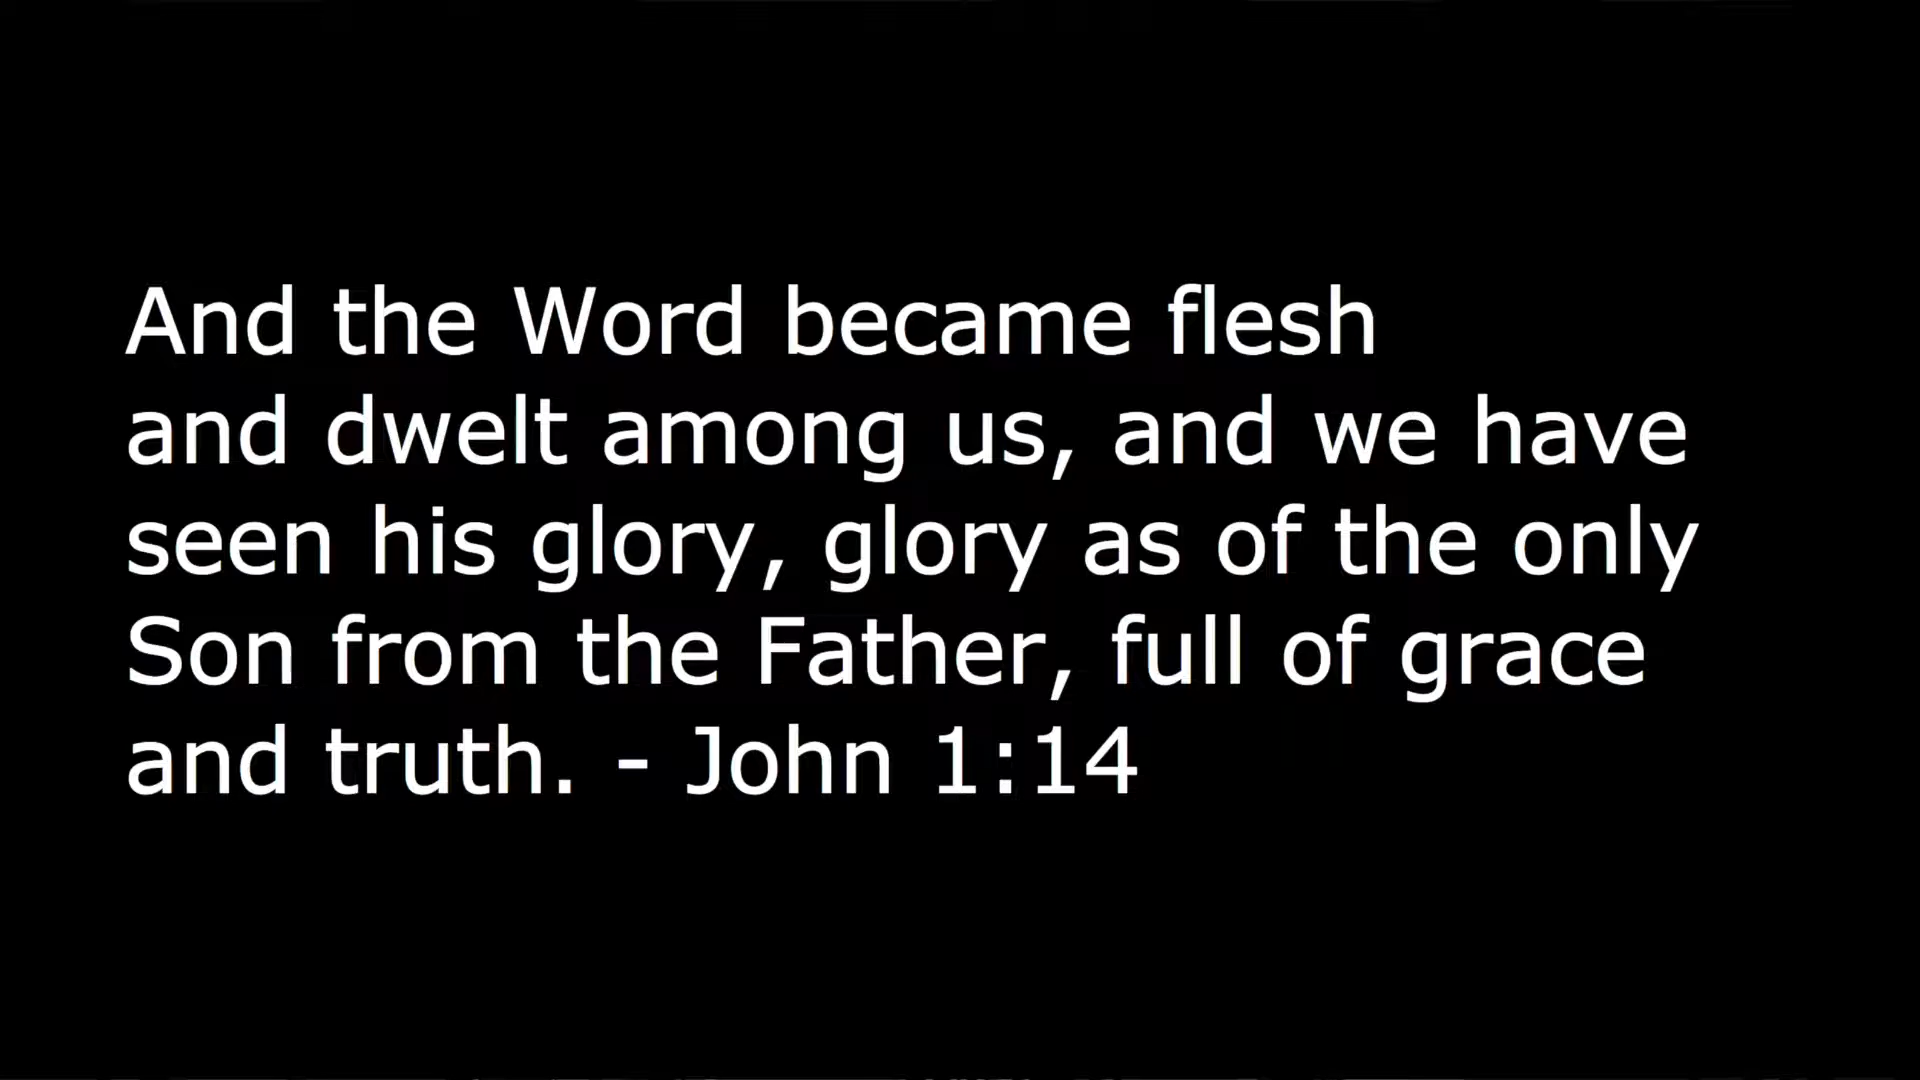 And the Word became flesh
and dwelt among us, and we have
seen his glory, glory as of the only
Son from the Father, full of grace
and truth. - John 1:14